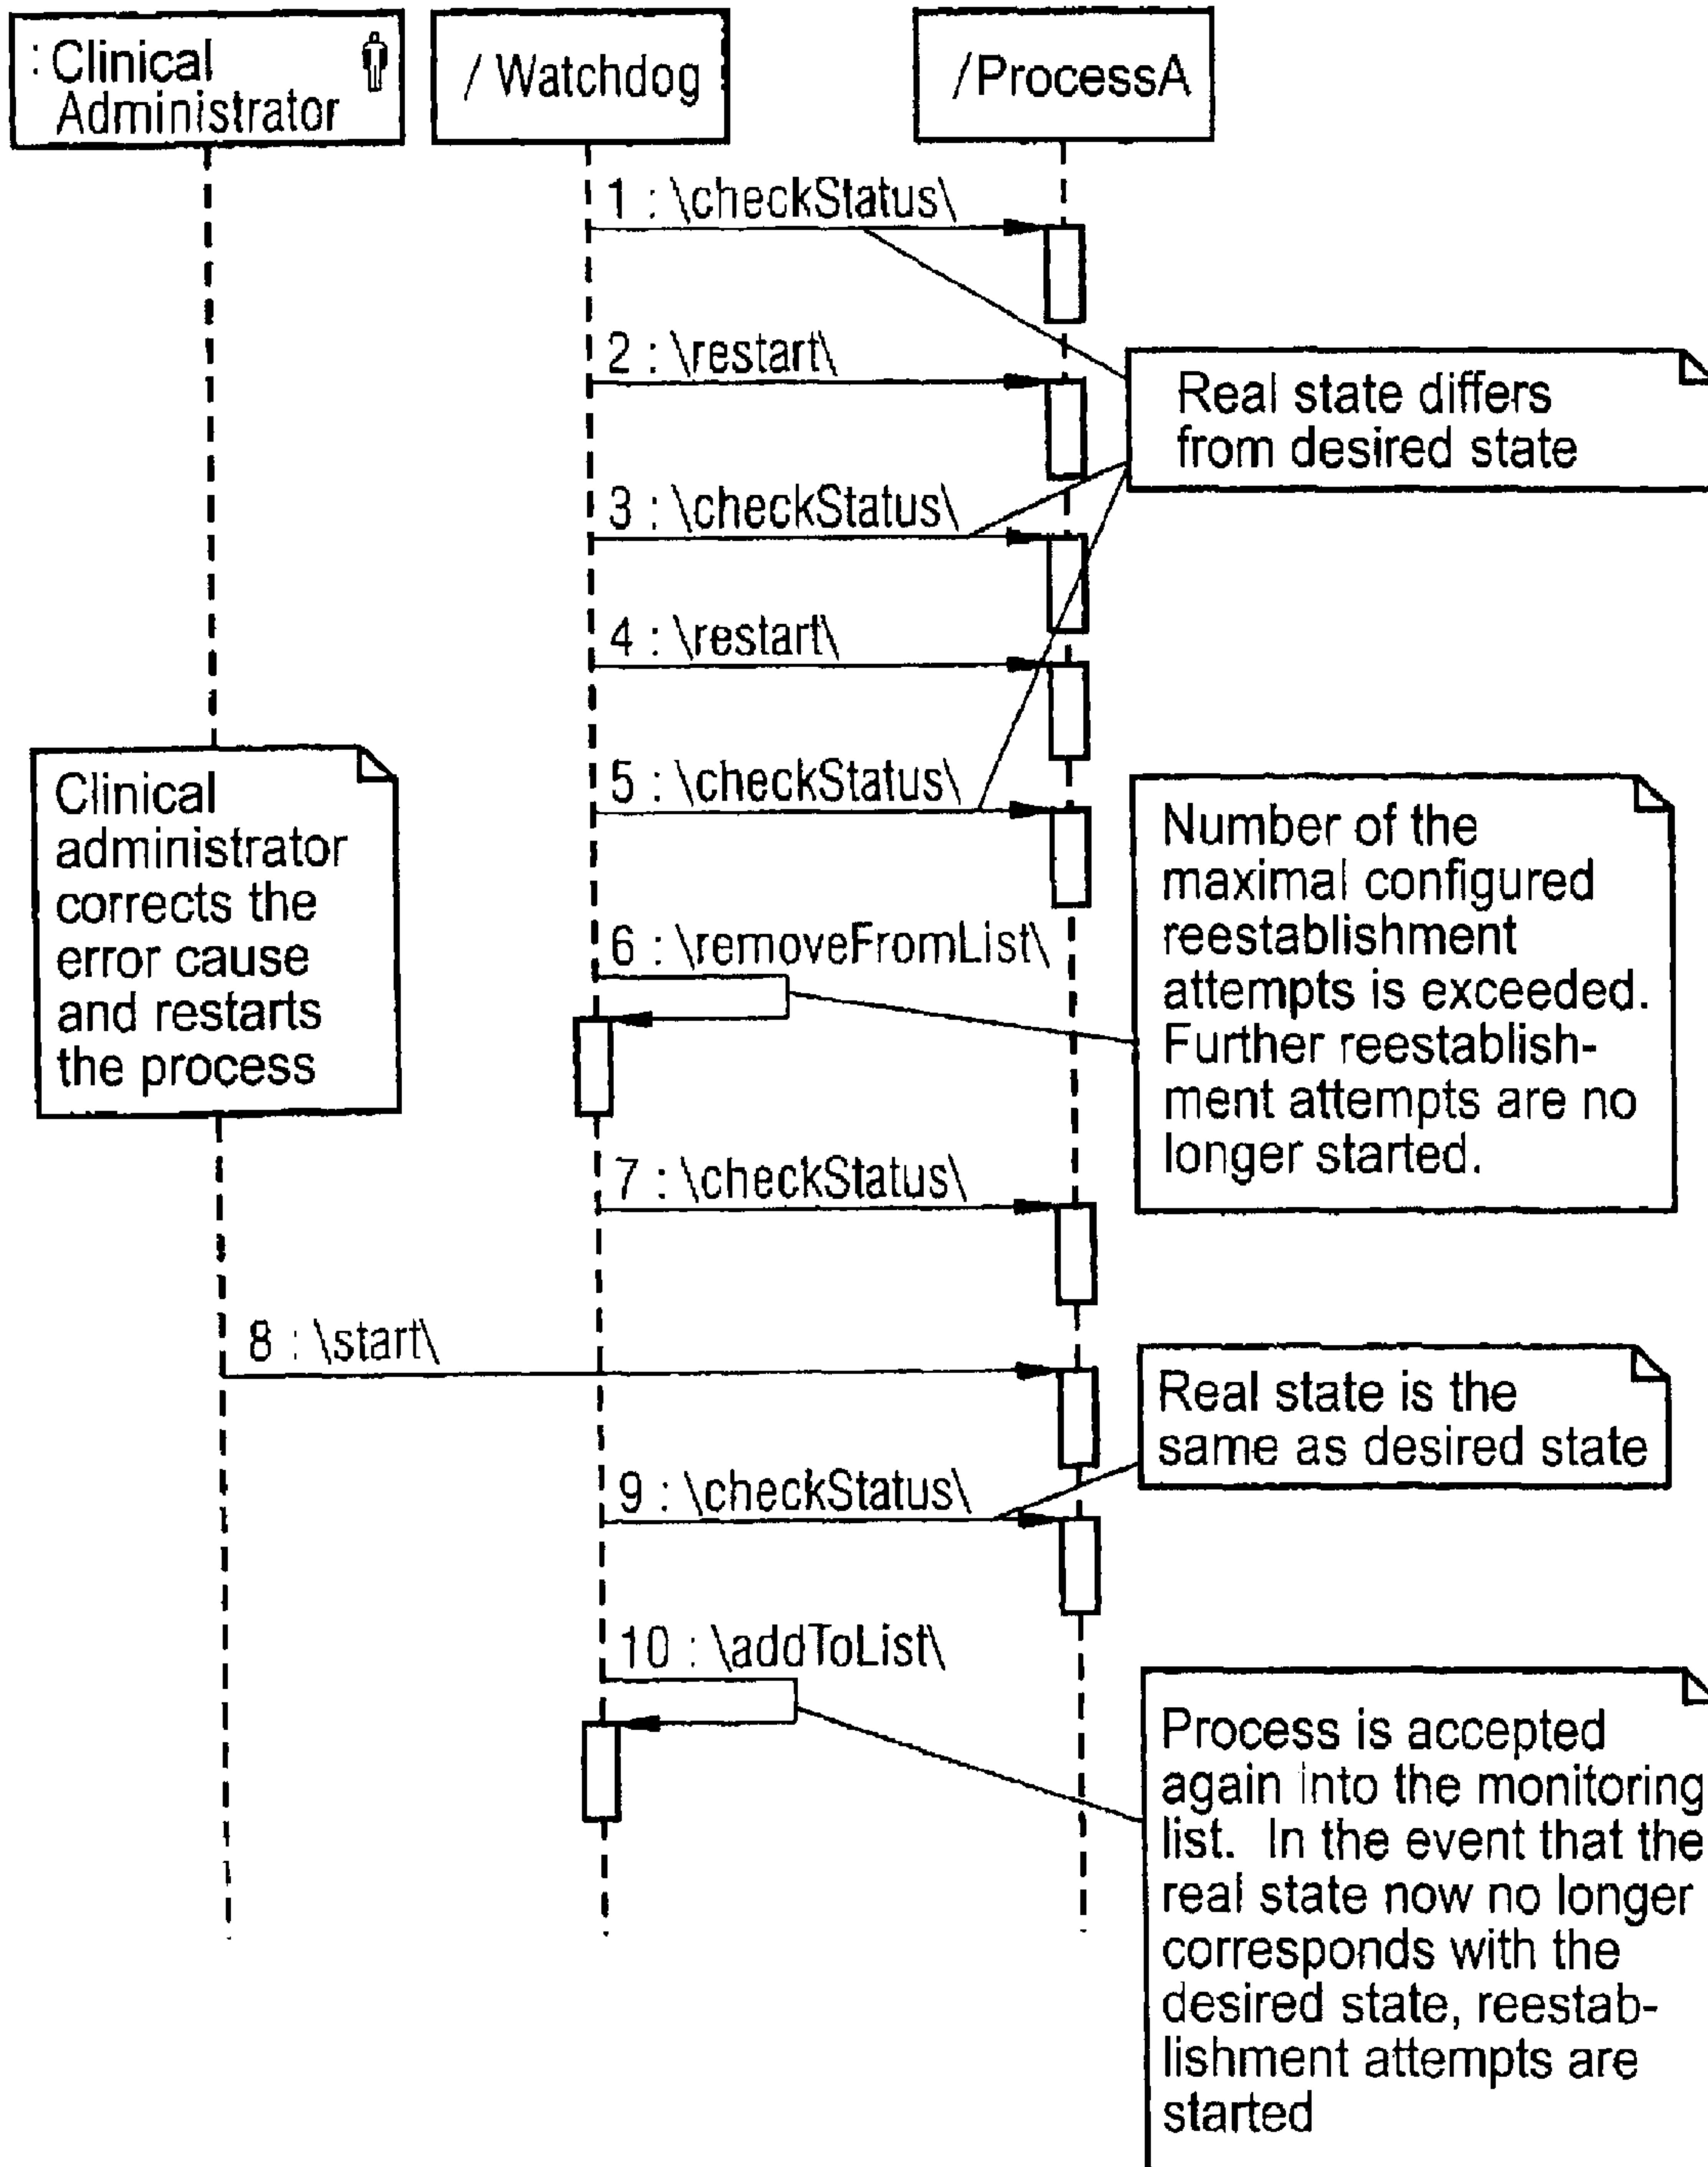 : Clinical
Administrator
/ Watchdog
/ProcessA
1 : \checkStatus\
2 : \restart\
Real state differs
from desired state
3 : \checkStatus\
4 : \restart\
5 : \checkStatus\
Clinical
administrator
corrects the
error cause
and restarts
the process
Number of the
maximal configured
reestablishment
attempts is exceeded.
Further reestablish-
ment attempts are no
longer started.
6 : \removeFromList\
7 : \checkStatus\
8 : \start\
Real state is the
same as desired state
9 : \checkStatus\
10 : \addToList\
Process is accepted
again into the monitoring
list. In the event that the
real state now no longer
corresponds with the
desired state, reestab-
lishment attempts are
started